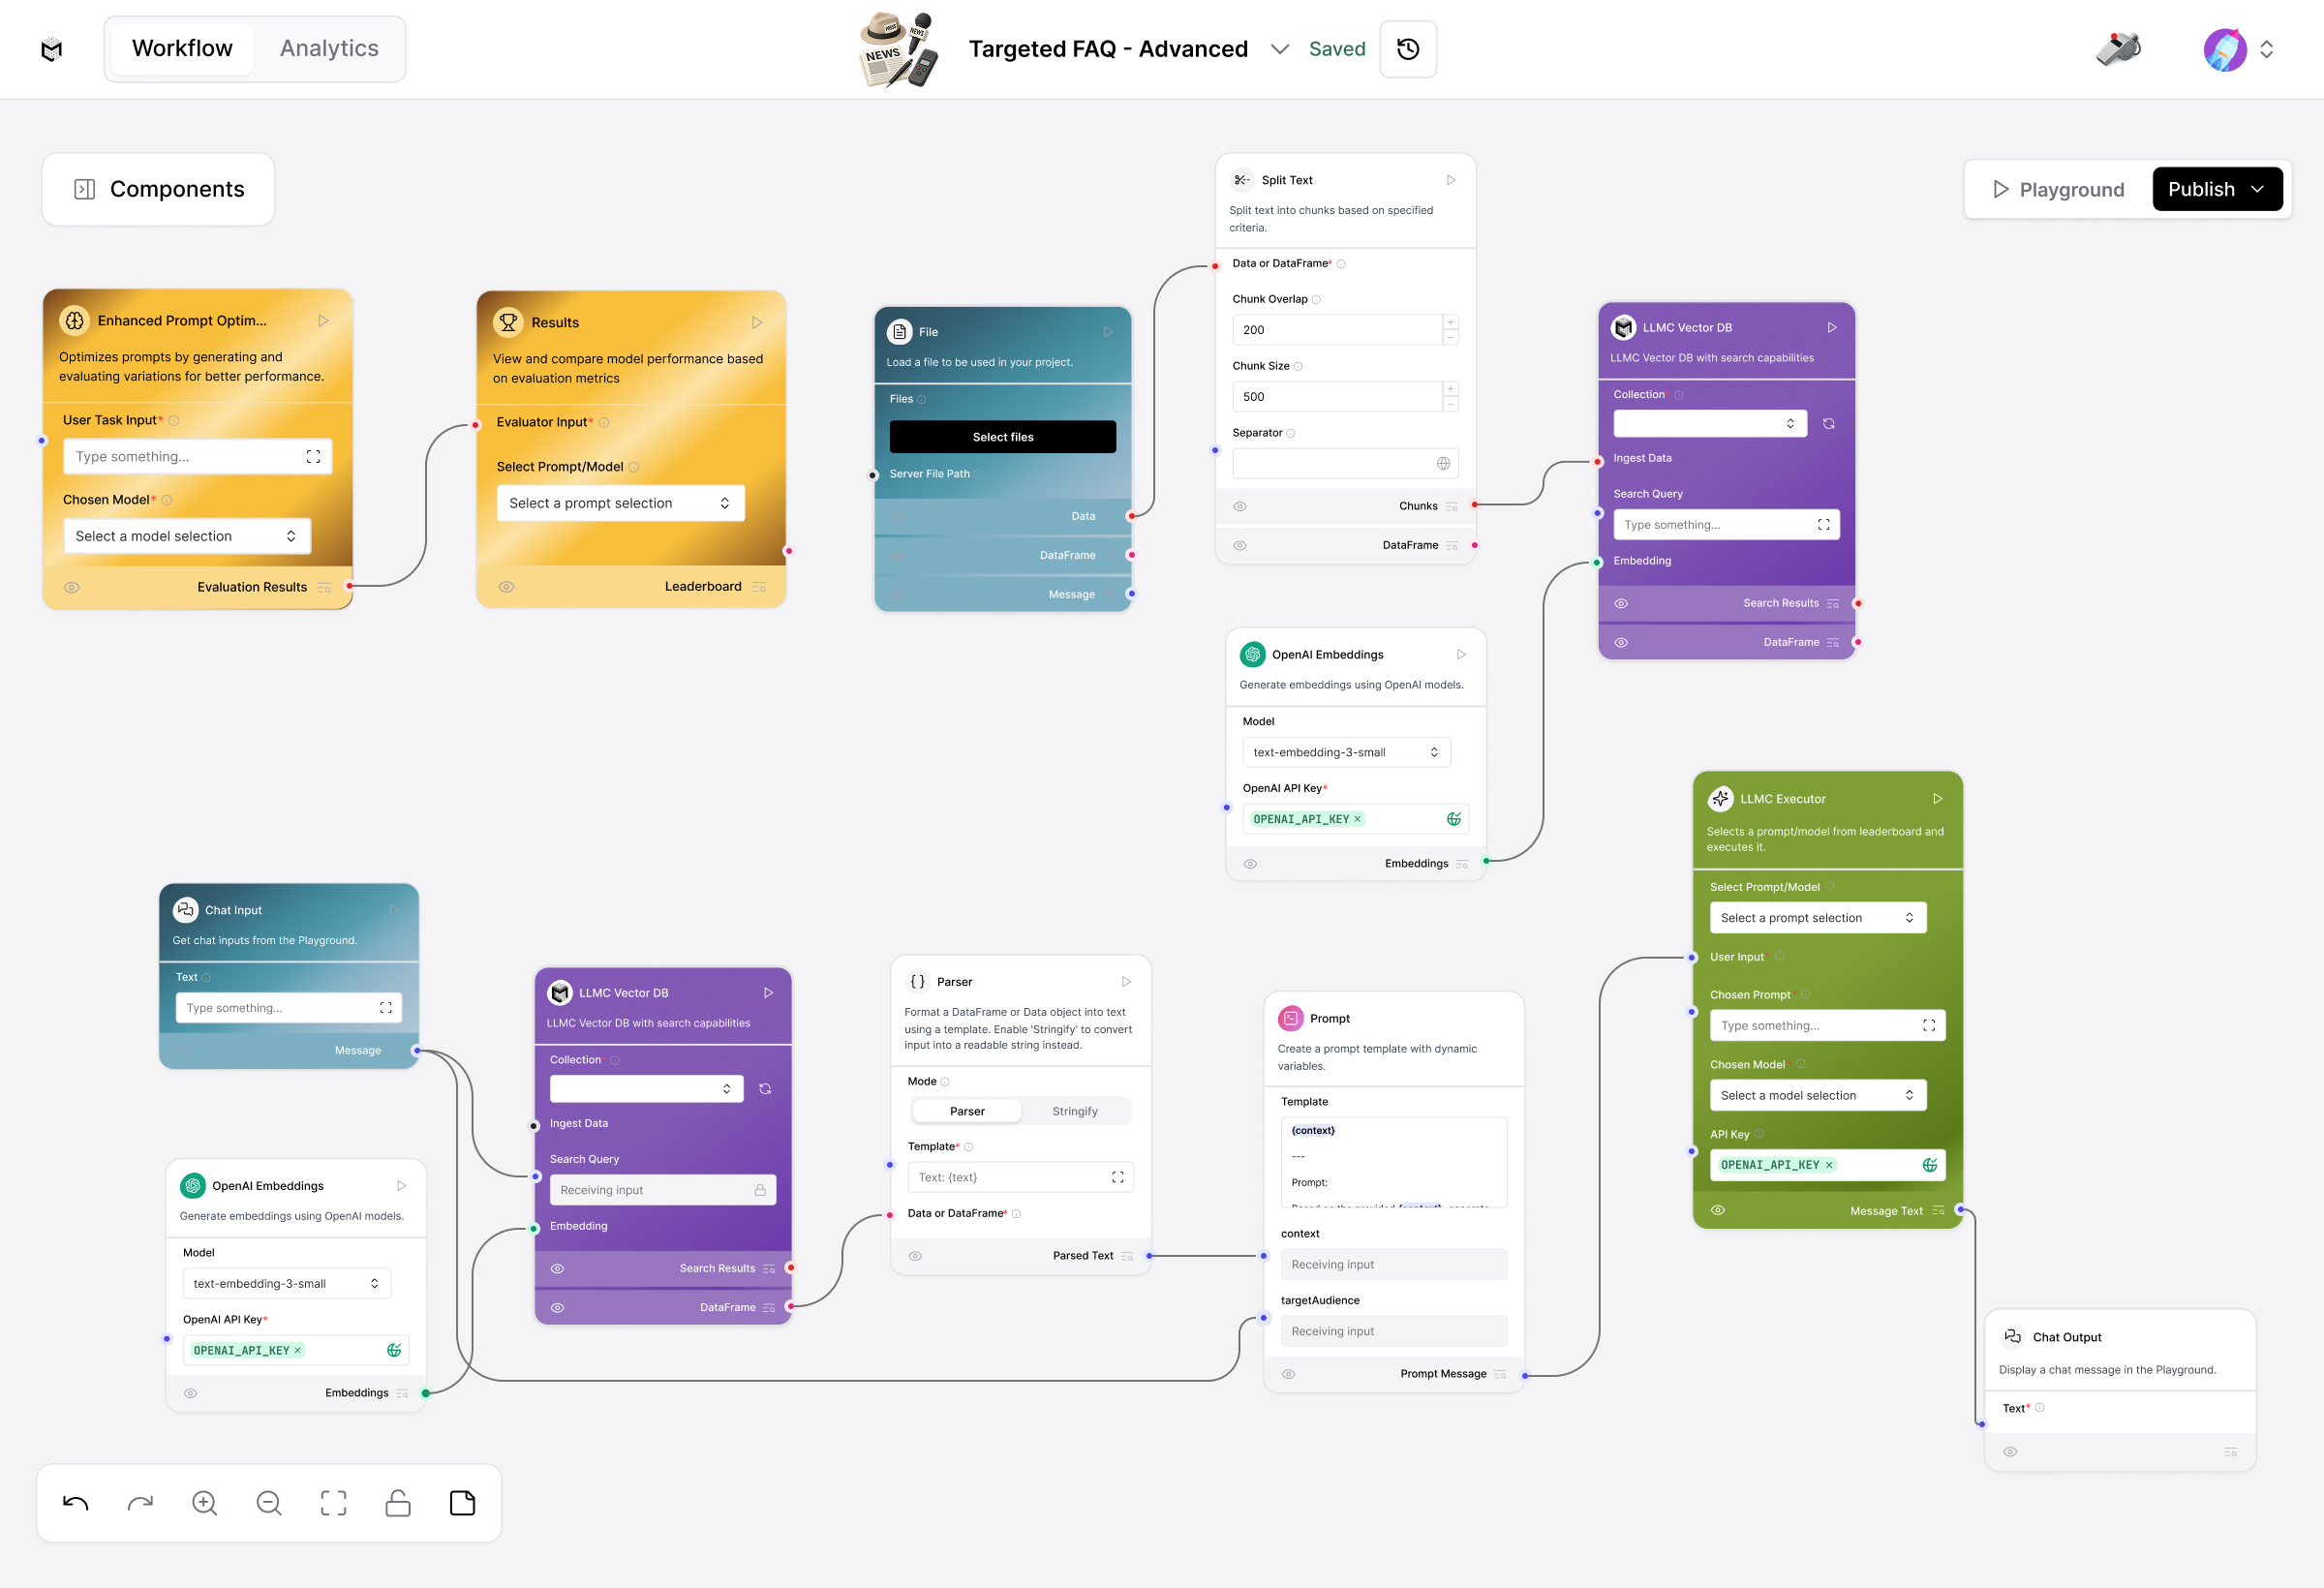 Workflow
Analytics
PRESS
NEWS
NEWS
Targeted FAQ - Advanced
Saved
Components
Playground
Publish
Enhanced Prompt Optim...
Optimizes prompts by generating and
evaluating variations for better performance.
User Task Input*
Type something...
Chosen Model*
Select a model selection
Evaluation Results
Results
View and compare model performance based
on evaluation metrics
Evaluator Input*
Select Prompt/Model
Select a prompt selection
Leaderboard
File
Load a file to be used in your project.
Files
Select files
Server File Path
Data
DataFrame
Message
Split Text
Split text into chunks based on specified
criteria.
Data or DataFrame*
Chunk Overlap
200
Chunk Size
500
Separator
Chunks
DataFrame
LLMC Vector DB
LLMC Vector DB with search capabilities
Collection*
Ingest Data
Search Query
Type something...
Embedding
Search Results
DataFrame
OpenAI Embeddings
Generate embeddings using OpenAI models.
Model
text-embedding-3-small
OpenAI API Key*
OPENAI_API_KEY ×
Embeddings
LLMC Executor
Selects a prompt/model from leaderboard and
executes it.
Select Prompt/Model
Select a prompt selection
User Input*
Chosen Prompt*
Type something...
Chosen Model*
Select a model selection
API Key
OPENAI_API_KEY ×
Message Text
Chat Input
Get chat inputs from the Playground.
Text
Type something...
Message
OpenAI Embeddings
Generate embeddings using OpenAI models.
Model
text-embedding-3-small
OpenAI API Key*
OPENAI_API_KEY ×
Embeddings
LLMC Vector DB
LLMC Vector DB with search capabilities
Collection*
Ingest Data
Search Query
Receiving input
Embedding
Search Results
DataFrame
Parser
Format a DataFrame or Data object into text
using a template. Enable 'Stringify' to convert
input into a readable string instead.
Mode
Parser
Stringify
Template*
Text: {text}
Data or DataFrame*
Parsed Text
Prompt
Create a prompt template with dynamic
variables.
Template
{context}
---
Prompt:
Based on the provided {context}, generate
context
Receiving input
targetAudience
Receiving input
Prompt Message
Chat Output
Display a chat message in the Playground.
Text*